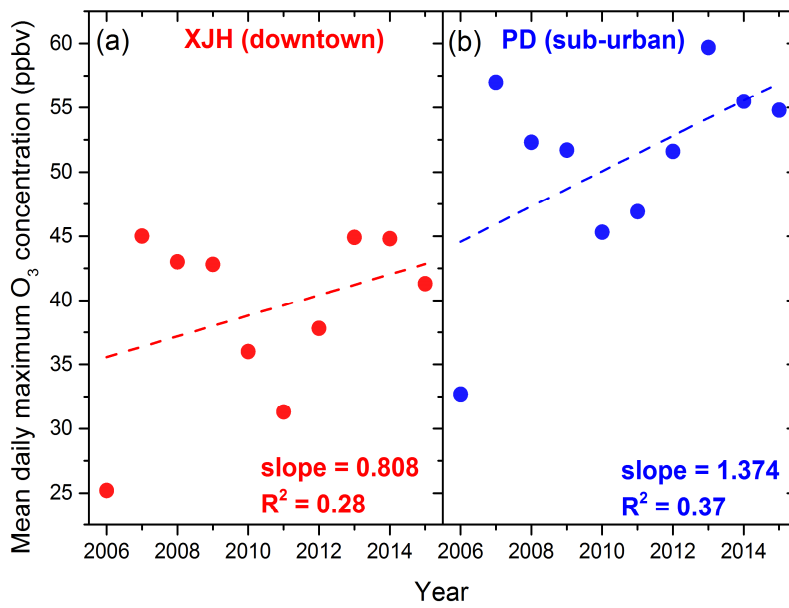 Mean daily maximum O₃ concentration (ppbv)
60
55
50
45
40
35
30
25
(a) XJH (downtown)
slope = 0.808
R² = 0.28
2006 2008 2010 2012 2014
(b) PD (sub-urban)
slope = 1.374
R² = 0.37
2006 2008 2010 2012 2014
Year